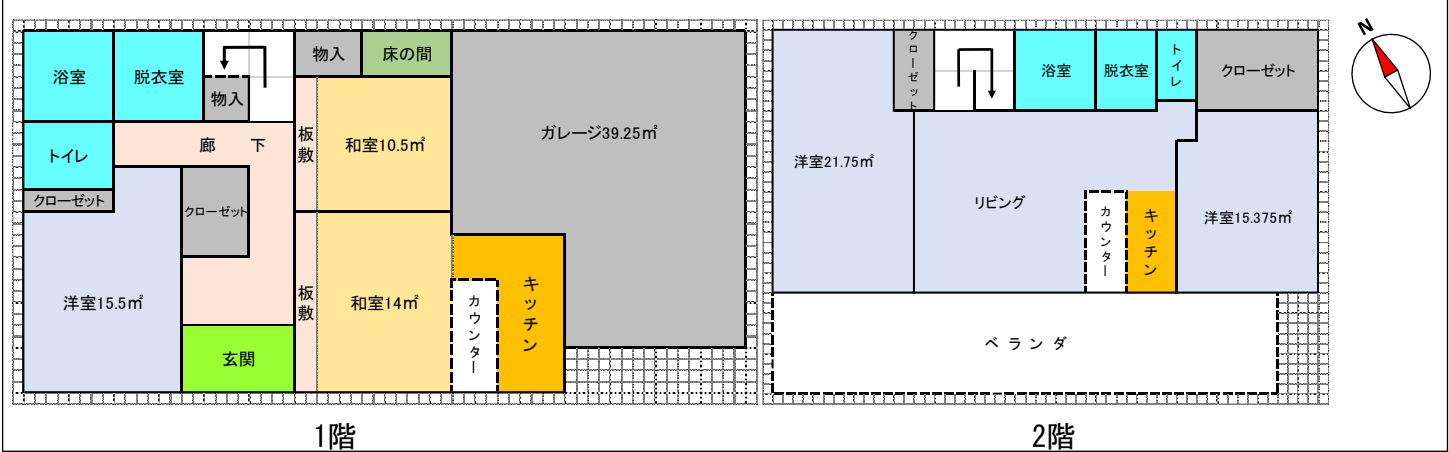 浴室
脱衣室
物入
物入
床の間
トイレ
廊　下
板敷
和室10.5㎡
ガレージ39.25㎡
クローゼット
クローゼット
洋室15.5㎡
板敷
和室14㎡
カウンター
キッチン
玄関
1階
クローゼット
浴室
脱衣室
トイレ
クローゼット
洋室21.75㎡
リビング
カウンター
キッチン
洋室15.375㎡
ベランダ
2階
N